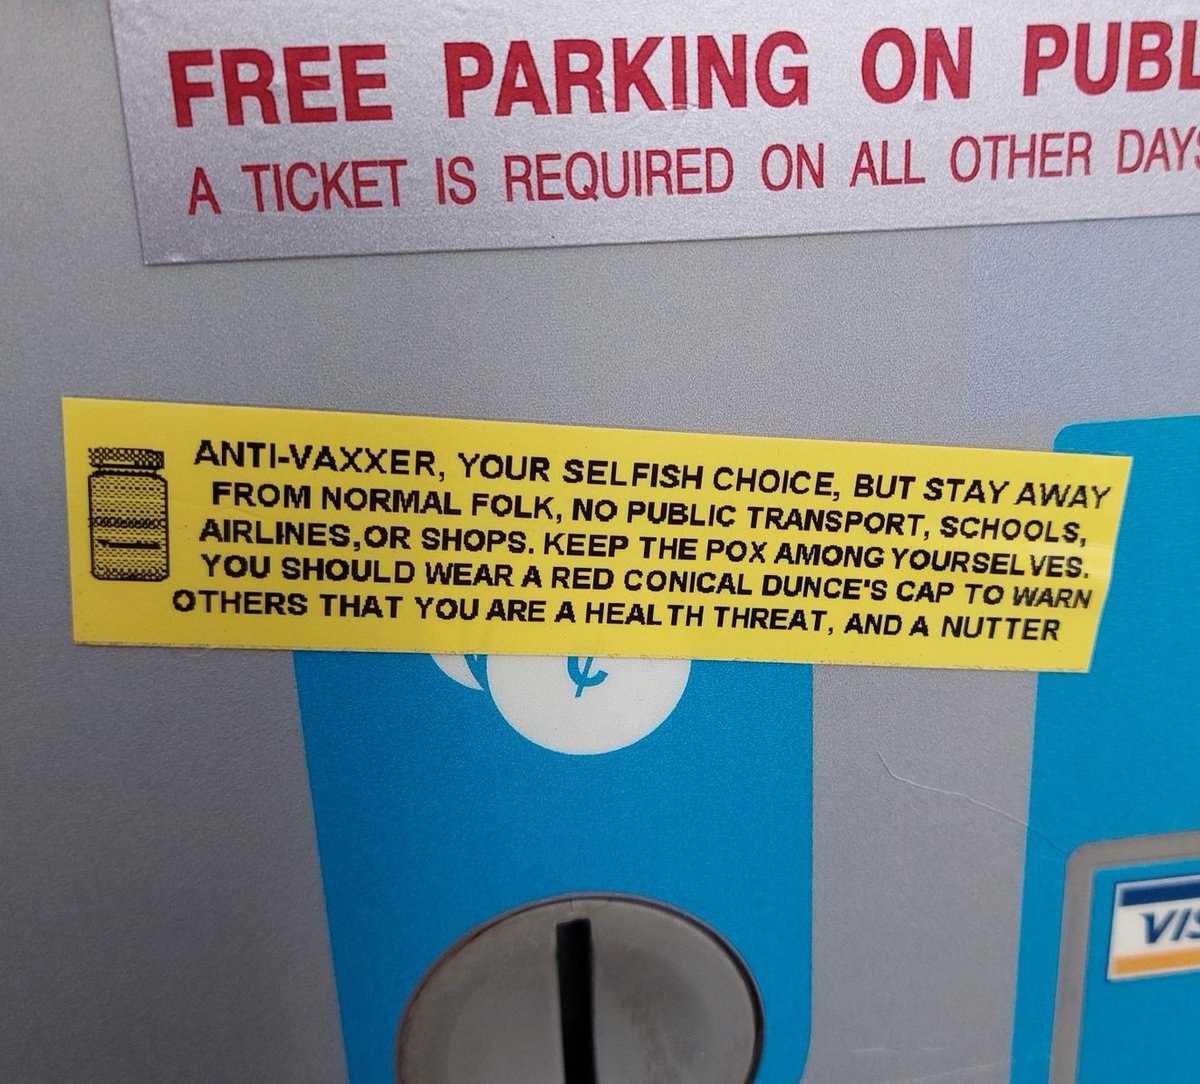 FREE PARKING ON PUBL
A TICKET IS REQUIRED ON ALL OTHER DAYS
ANTI-VAXXER, YOUR SELFISH CHOICE, BUT STAY AWAY
FROM NORMAL FOLK, NO PUBLIC TRANSPORT, SCHOOLS,
AIRLINES,OR SHOPS. KEEP THE POX AMONG YOURSELVES.
YOU SHOULD WEAR A RED CONICAL DUNCE'S CAP TO WARN
OTHERS THAT YOU ARE A HEALTH THREAT, AND A NUTTER
¢
VIS